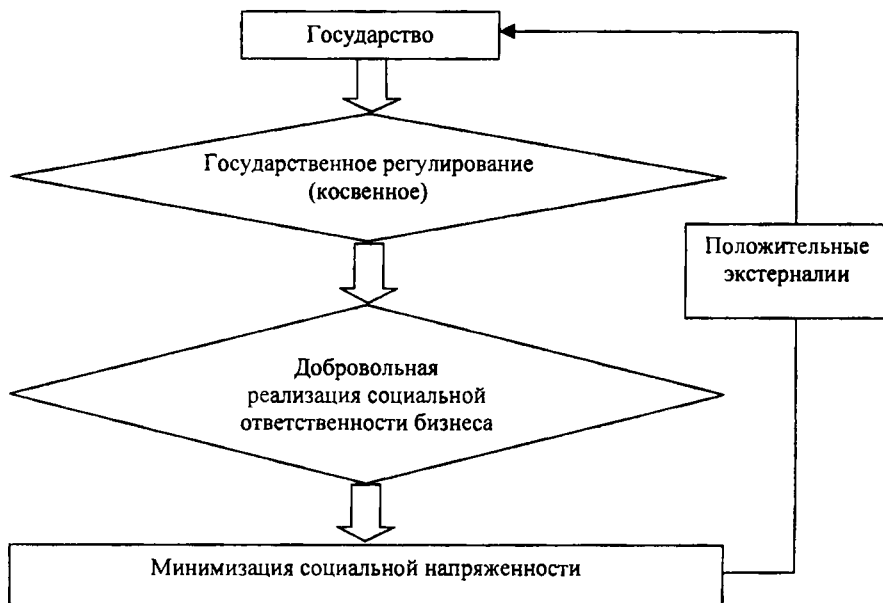 Государство
Государственное регулирование
(косвенное)
Положительные
экстерналии
Добровольная
реализация социальной
ответственности бизнеса
Минимизация социальной напряженности